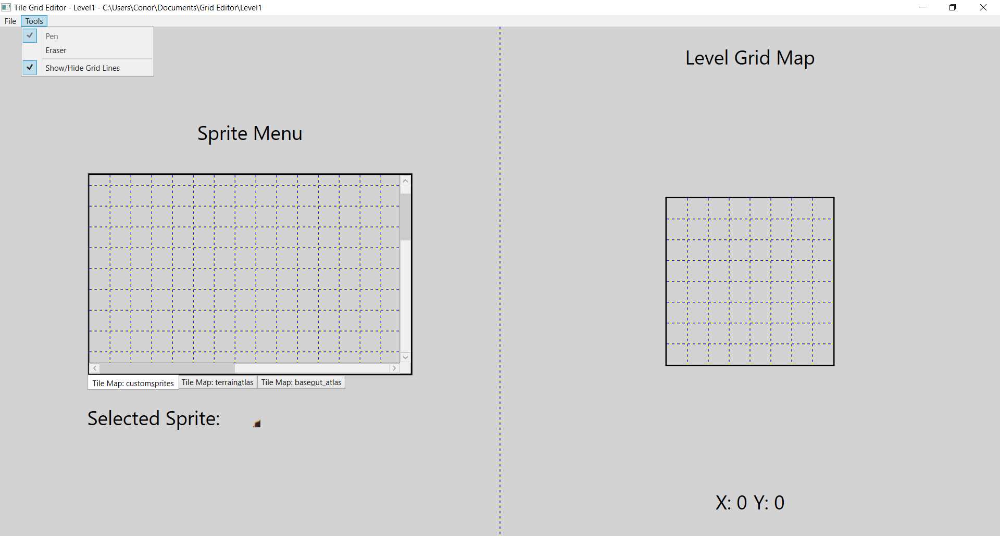 Tile Grid Editor - Level1 - C:\Users\Conor\Documents\Grid Editor\Level1
File Tools
Pen
Eraser
Show/Hide Grid Lines
Level Grid Map
Sprite Menu
Tile Map: customsprites Tile Map: terrainatlas Tile Map: baseout_atlas
Selected Sprite:
X: 0 Y: 0